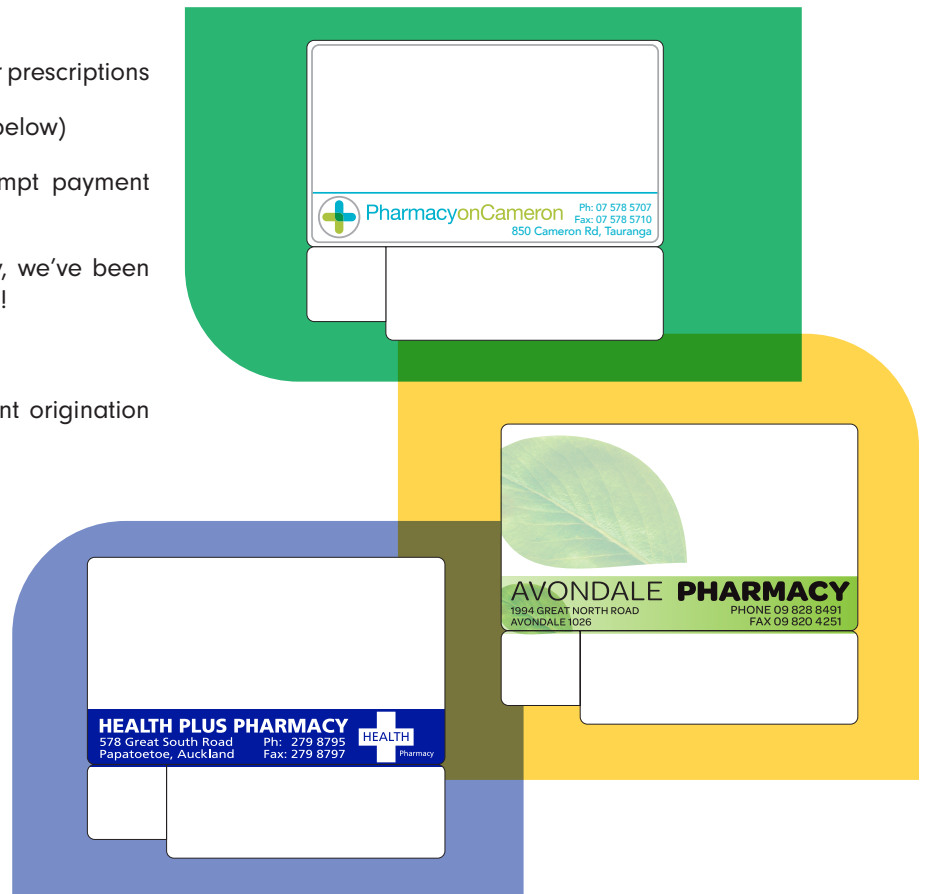 prescriptions
below)
payment
we've been
!
nt origination
PharmacyonCameron
Ph: 07 578 5707
Fax: 07 578 5710
850 Cameron Rd, Tauranga
AVONDALE PHARMACY
1994 GREAT NORTH ROAD
AVONDALE 1026
PHONE 09 828 8491
FAX 09 820 4251
HEALTH PLUS PHARMACY
578 Great South Road
Papatoetoe, Auckland
Ph: 279 8795
Fax: 279 8797
HEALTH
Pharmacy